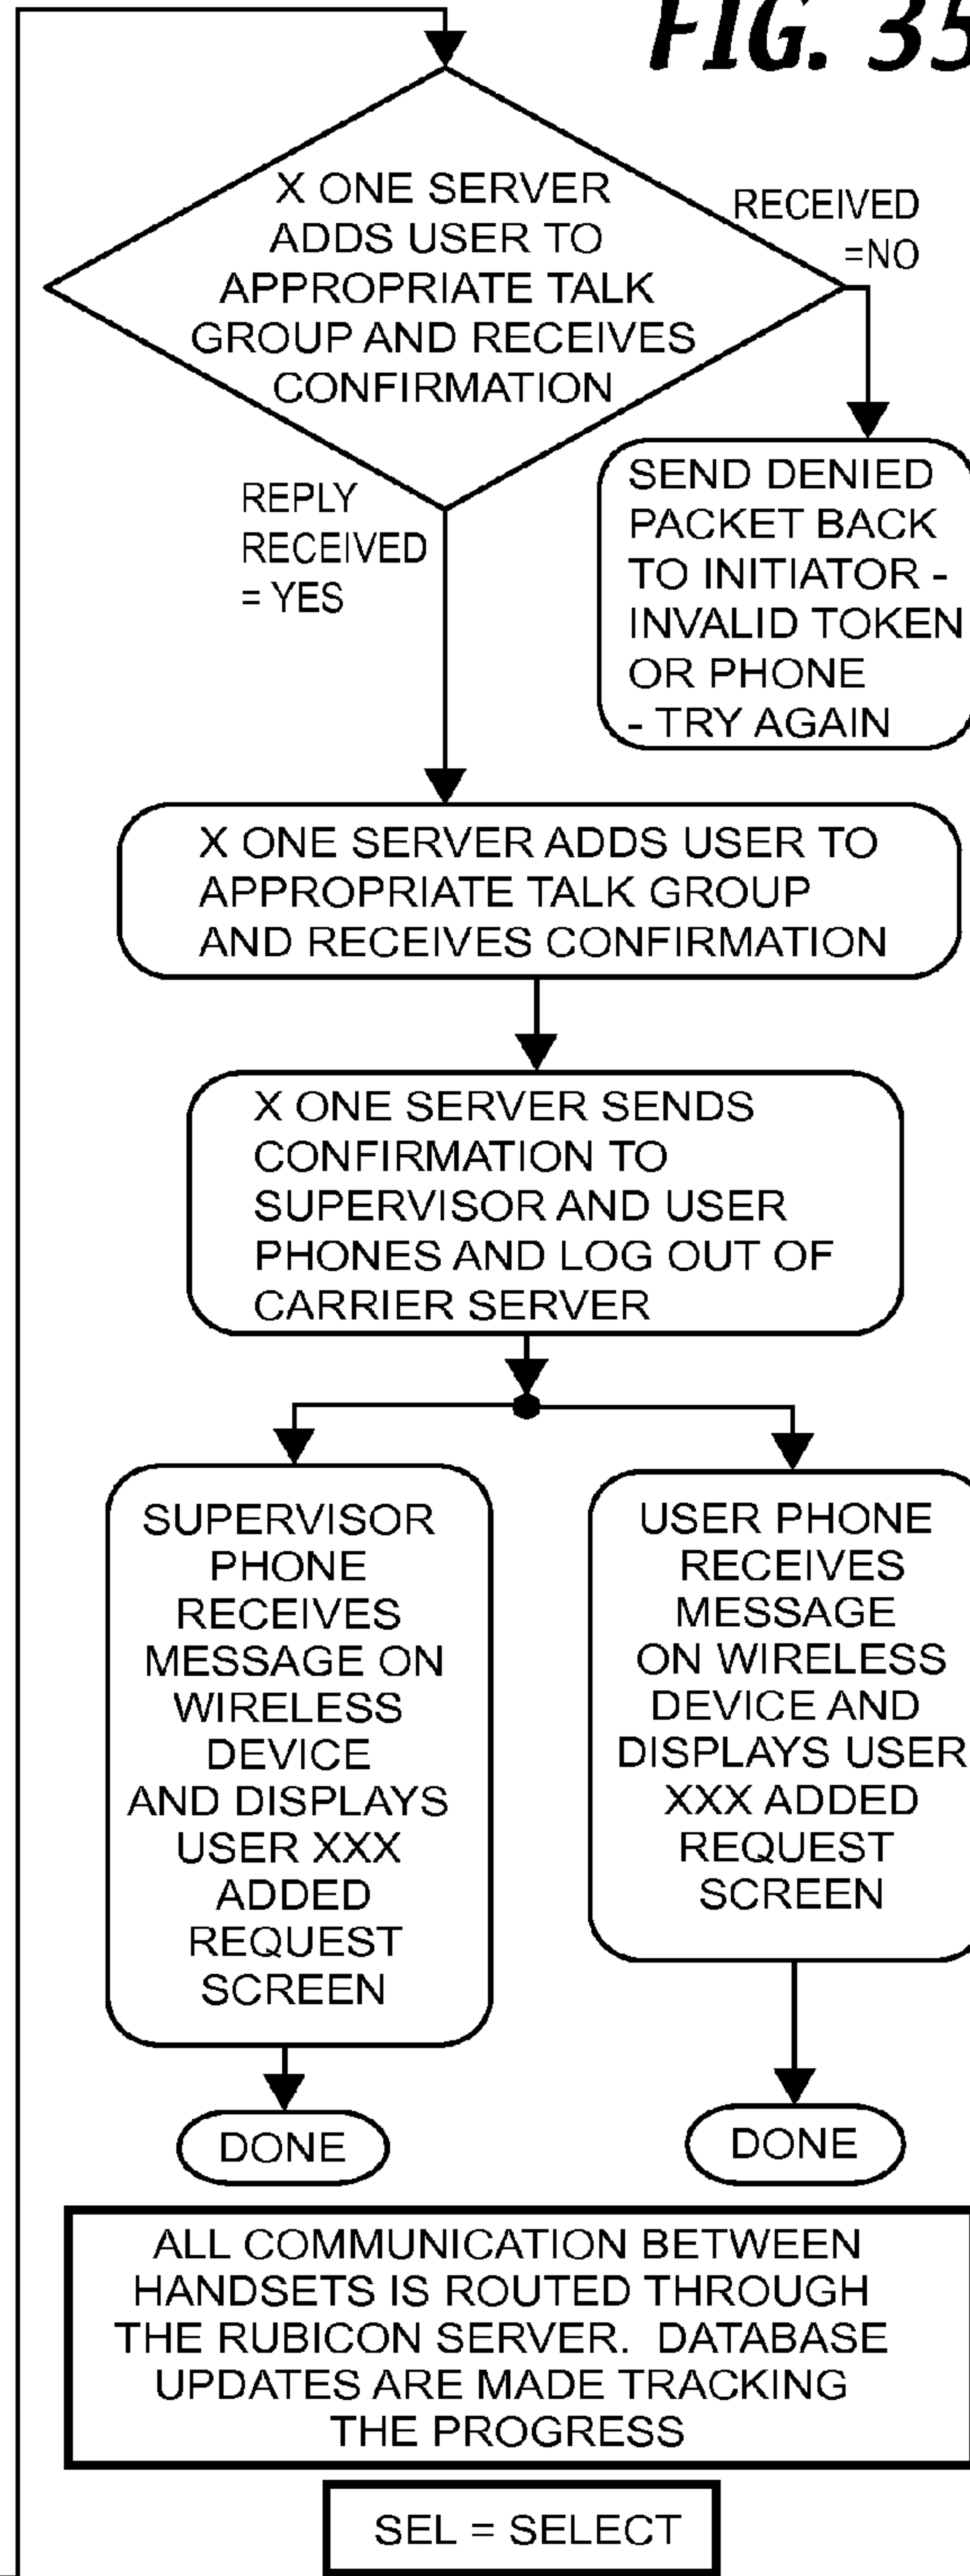 FIG. 35
X ONE SERVER
ADDS USER TO
APPROPRIATE TALK
GROUP AND RECEIVES
CONFIRMATION
RECEIVED
=NO
SEND DENIED
PACKET BACK
TO INITIATOR -
INVALID TOKEN
OR PHONE
- TRY AGAIN
REPLY
RECEIVED
= YES
X ONE SERVER ADDS USER TO
APPROPRIATE TALK GROUP
AND RECEIVES CONFIRMATION
X ONE SERVER SENDS
CONFIRMATION TO
SUPERVISOR AND USER
PHONES AND LOG OUT OF
CARRIER SERVER
SUPERVISOR
PHONE
RECEIVES
MESSAGE ON
WIRELESS
DEVICE
AND DISPLAYS
USER XXX
ADDED
REQUEST
SCREEN
USER PHONE
RECEIVES
MESSAGE
ON WIRELESS
DEVICE AND
DISPLAYS USER
XXX ADDED
REQUEST
SCREEN
DONE
DONE
ALL COMMUNICATION BETWEEN
HANDSETS IS ROUTED THROUGH
THE RUBICON SERVER. DATABASE
UPDATES ARE MADE TRACKING
THE PROGRESS
SEL = SELECT